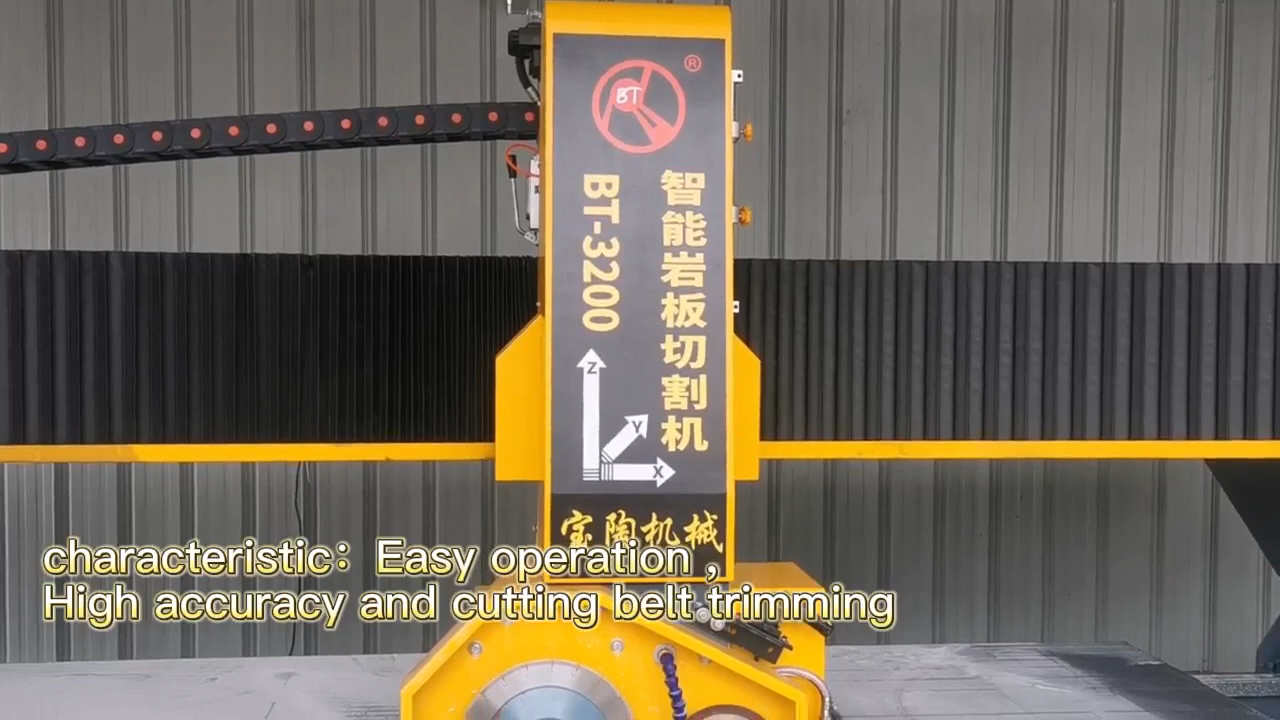 BT
®
智能岩板切割机
BT-3200
Z
Y
X
宝陶机械
characteristic：Easy operation ,
High accuracy and cutting belt trimming